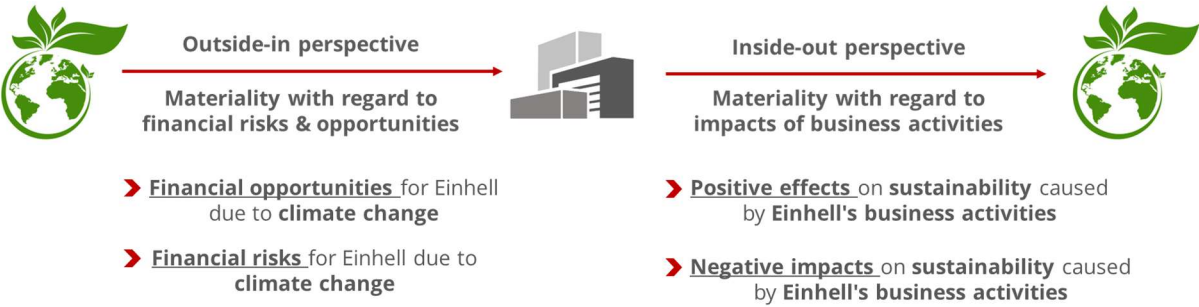 Outside-in perspective
Materiality with regard to
financial risks & opportunities
Financial opportunities for Einhell
due to climate change
Financial risks for Einhell due to
climate change
Inside-out perspective
Materiality with regard to
impacts of business activities
Positive effects on sustainability caused
by Einhell's business activities
Negative impacts on sustainability caused
by Einhell's business activities